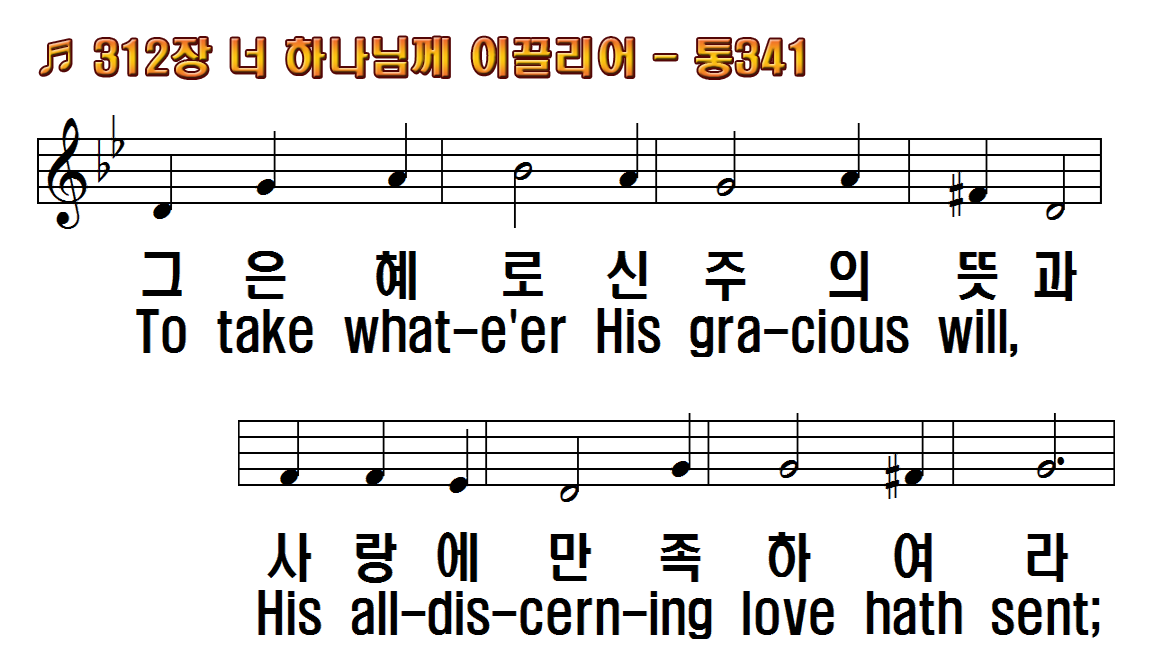 ♬ 312장 너 하나님께 이끌리어 - 통341
그 은 혜 로 신 주 의 뜻 과
To take what-e'er His gra-cious will,
사 랑 에 만 족 하 여 라
His all-dis-cern-ing love hath sent;